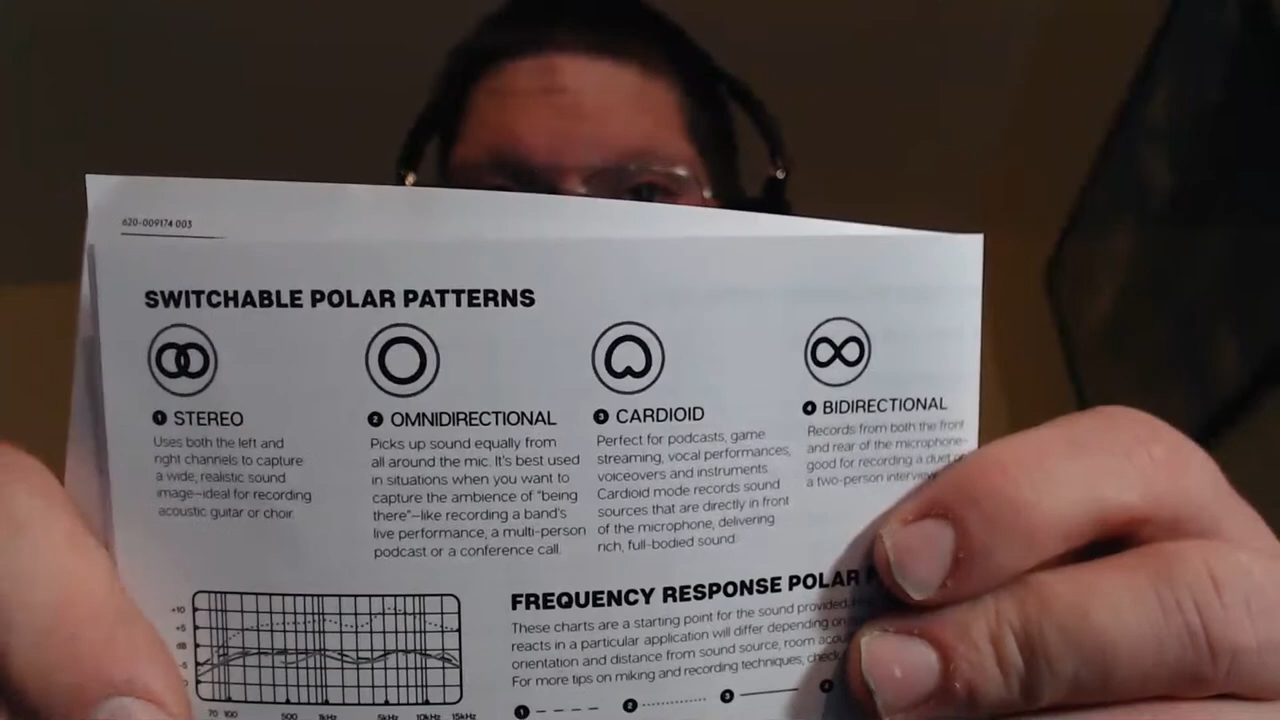 620-009174 003
SWITCHABLE POLAR PATTERNS
1 STEREO
Uses both the left and
right channels to capture
a wide, realistic sound
image–ideal for recording
acoustic guitar or choir.
2 OMNIDIRECTIONAL
Picks up sound equally from
all around the mic. It's best used
in situations when you want to
capture the ambience of "being
there"–like recording a band's
live performance, a multi-person
podcast or a conference call.
3 CARDIOID
Perfect for podcasts, game
streaming, vocal performances,
voiceovers and instruments.
Cardioid mode records sound
sources that are directly in front
of the microphone, delivering
rich, full-bodied sound.
4 BIDIRECTIONAL
Records from both the front
and rear of the microphone–
good for recording a duet or
a two-person interview
+10
+5
dB
-5
70 100 500 1kHz 5kHz 10kHz 15kHz
FREQUENCY RESPONSE POLAR
These charts are a starting point for the sound provided.
reacts in a particular application will differ depending on
orientation and distance from sound source, room
For more tips on miking and recording techniques, check
1 2 3 4